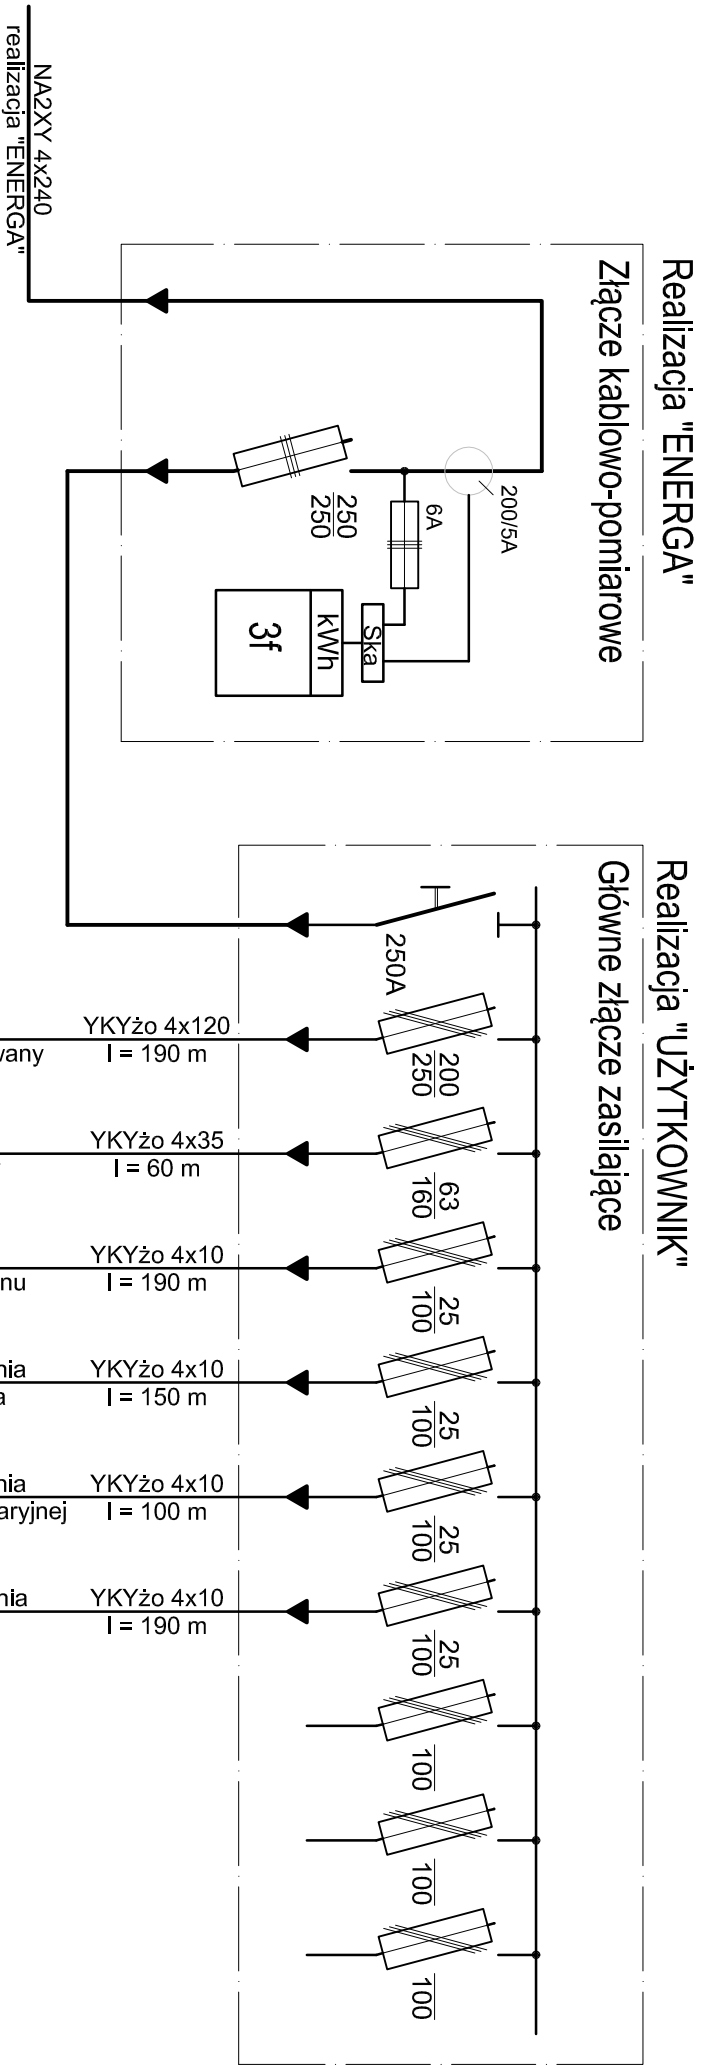 Realizacja "ENERGA"
Złącze kablowo-pomiarowe
NA2XY 4x240
realizacja "ENERGA"
200/5A
6A
250
250
Ska
kWh
3f
Realizacja "UŻYTKOWNIK"
Główne złącze zasilające
250A
200
250
YKYżo 4x120
l = 190 m
63
160
YKYżo 4x35
l = 60 m
25
100
YKYżo 4x10
l = 190 m
25
100
YKYżo 4x10
l = 150 m
25
100
YKYżo 4x10
l = 100 m
25
100
YKYżo 4x10
l = 190 m
100
100
100